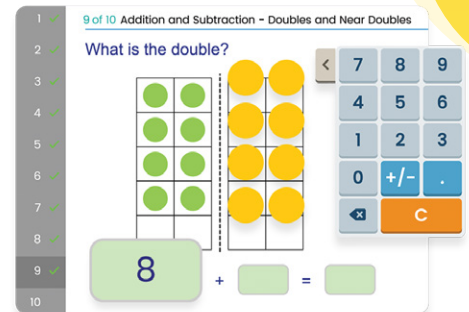 9 of 10 Addition and Subtraction - Doubles and Near Doubles
What is the double?
1
2
3
4
5
6
7
8
9
10
< 7 8 9
4 5 6
1 2 3
0 +/- .
C
8 + =